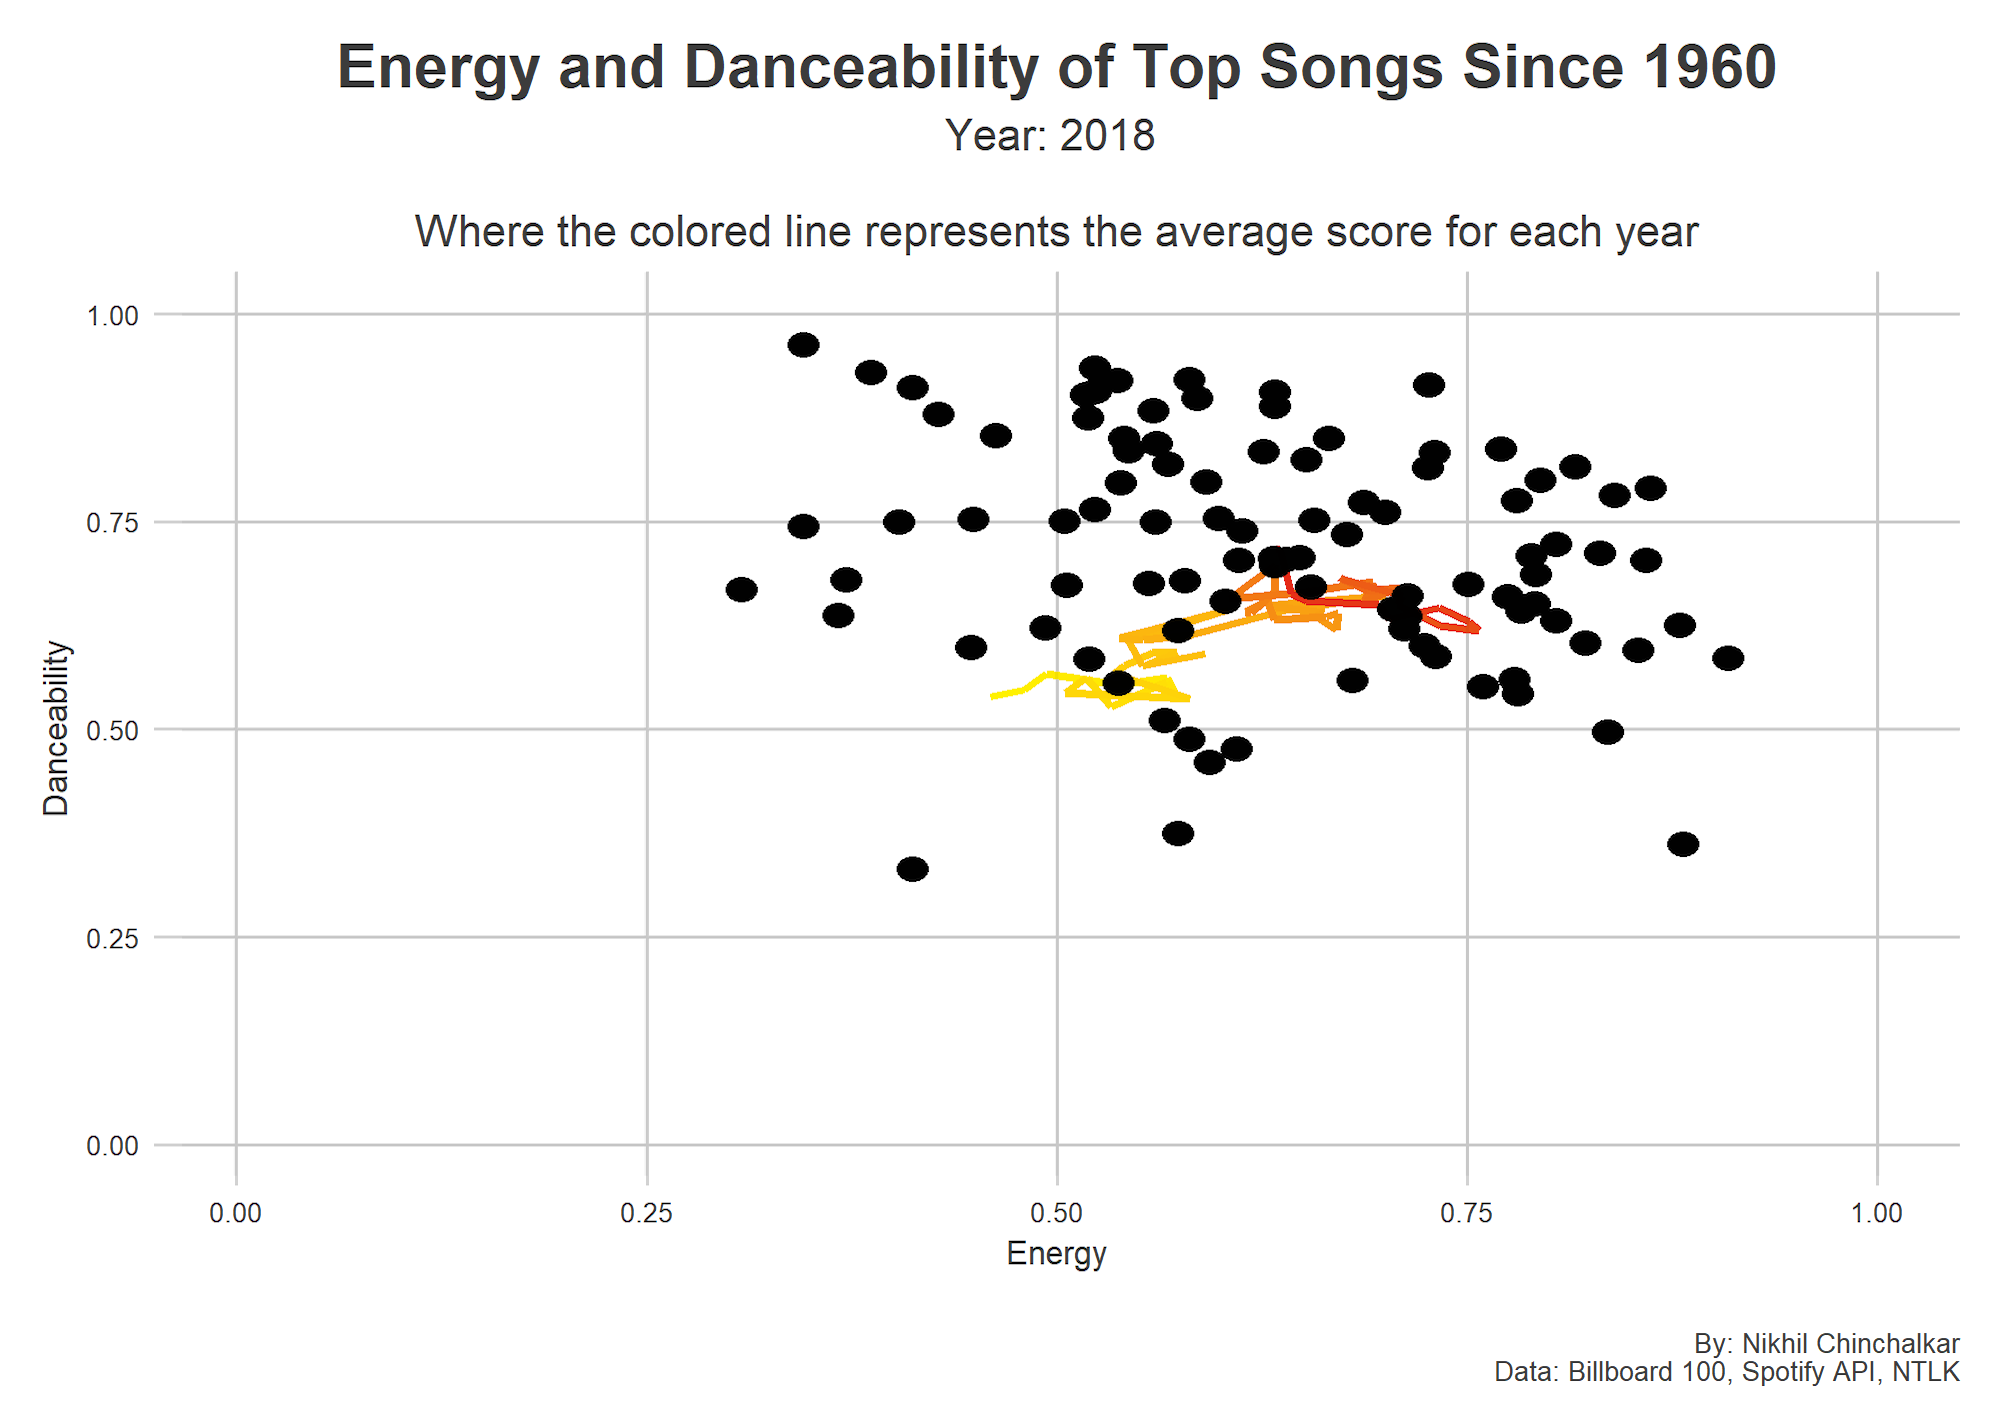 Energy and Danceability of Top Songs Since 1960
Year: 2018
Where the colored line represents the average score for each year
1.00
0.75
0.50
0.25
0.00
Danceability
0.00 0.25 0.50 0.75 1.00
Energy
By: Nikhil Chinchalkar
Data: Billboard 100, Spotify API, NTLK